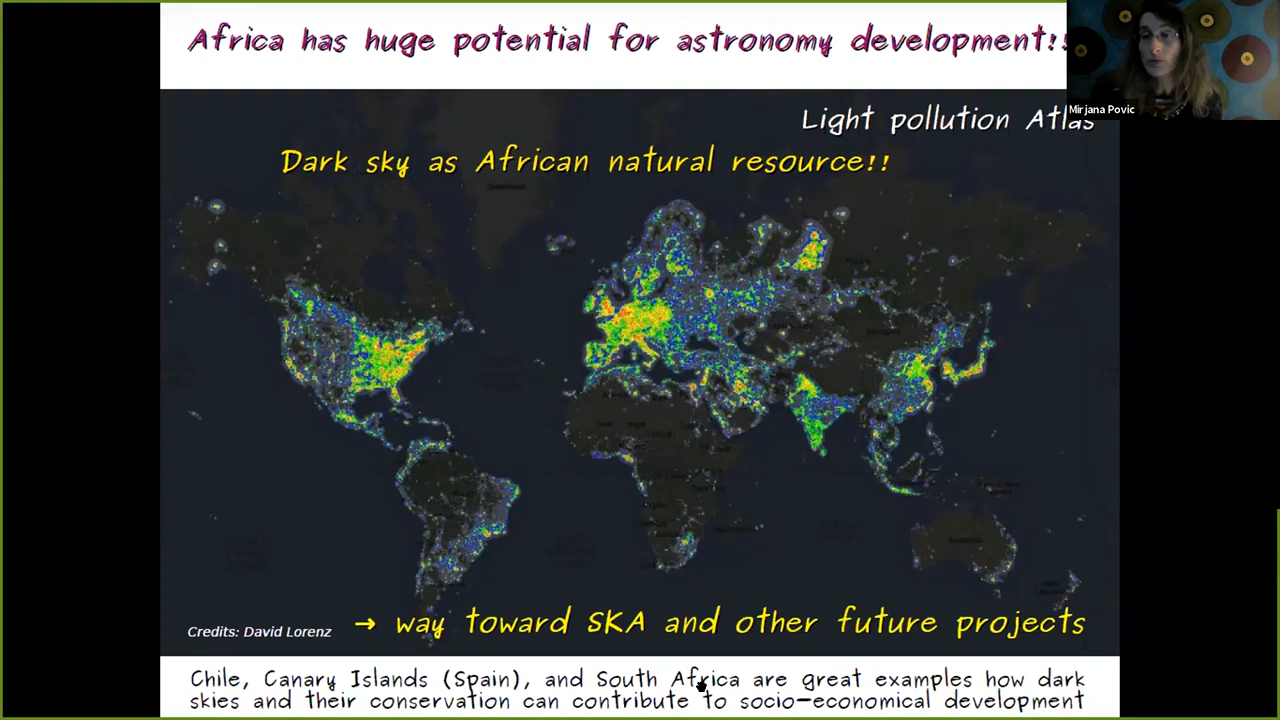 Africa has huge potential for astronomy development!!
Mirjana Povic
Light pollution Atlas
Dark sky as African natural resource!!
Credits: David Lorenz
→ way toward SKA and other future projects
Chile, Canary Islands (Spain), and South Africa are great examples how dark
skies and their conservation can contribute to socio-economical development